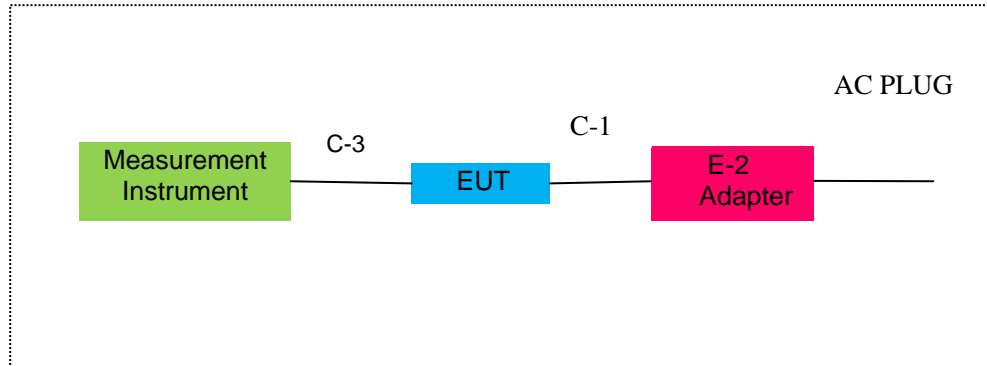 AC PLUG
C-3
C-1
Measurement
Instrument
EUT
E-2
Adapter